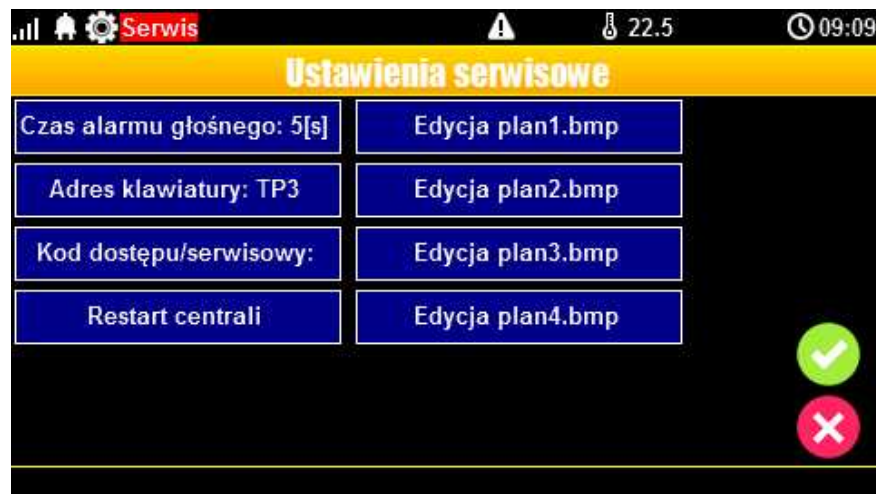 Serwis 22.5 09:09
Ustawienia serwisowe
Czas alarmu głośnego: 5[s]
Adres klawiatury: TP3
Kod dostępu/serwisowy:
Restart centrali
Edycja plan1.bmp
Edycja plan2.bmp
Edycja plan3.bmp
Edycja plan4.bmp